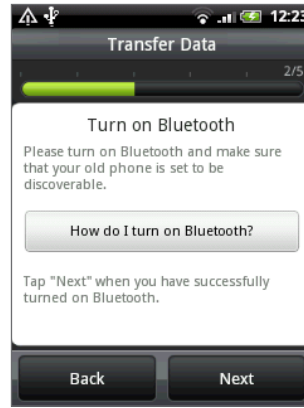 12:23
Transfer Data
2/5
Turn on Bluetooth
Please turn on Bluetooth and make sure
that your old phone is set to be
discoverable.
How do I turn on Bluetooth?
Tap "Next" when you have successfully
turned on Bluetooth.
Back
Next